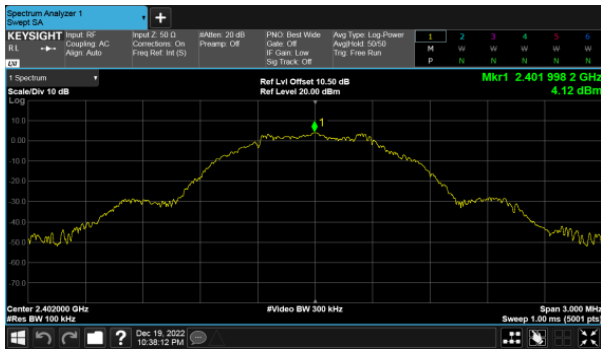 Spectrum Analyzer 1
Swept SA
+
KEYSIGHT Input: RF Input Z: 50 Ω #Atten: 20 dB PNO: Best Wide Avg Type: Log-Power 1 2 3 4 5 6
RL Coupling: AC Corrections: On Preamp: Off Gate: Off Avg|Hold: 50/50 M W W W W W
Align: Auto Freq Ref: Int (S) IF Gain: Low Trig: Free Run
Sig Track: Off P N N N N N
LXI
1 Spectrum
Scale/Div 10 dB
Log
Ref Lvl Offset 10.50 dB
Ref Level 20.00 dBm
Mkr1 2.401 998 2 GHz
4.12 dBm
1
10.0
0.00
-10.0
-20.0
-30.0
-40.0
-50.0
-60.0
-70.0
Center 2.402000 GHz #Video BW 300 kHz Span 3.000 MHz
#Res BW 100 kHz Sweep 1.00 ms (5001 pts)
? Dec 19, 2022
10:38:12 PM